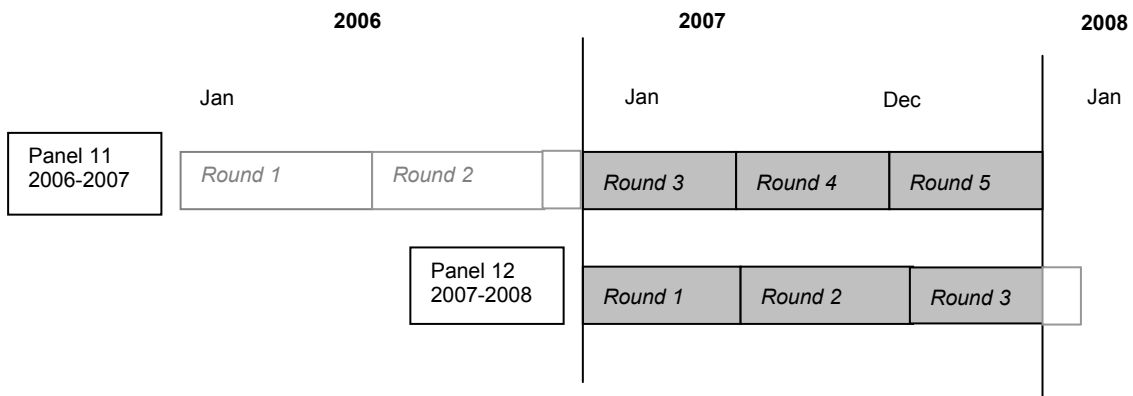 2006
2007
2008
Jan
Jan
Dec
Jan
Panel 11
2006-2007
Round 1
Round 2
Round 3
Round 4
Round 5
Panel 12
2007-2008
Round 1
Round 2
Round 3